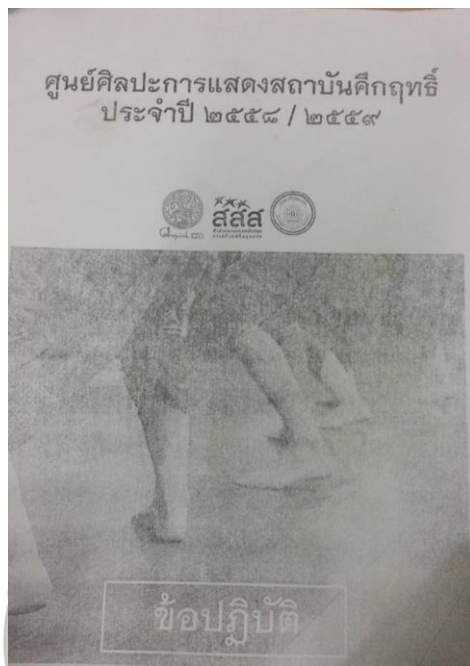 ศูนย์ศิลปะการแสดงสถาบันคึกฤทธิ์
ประจำปี ๒๕๕๘ / ๒๕๕๙
สสส
ข้อปฏิบัติ